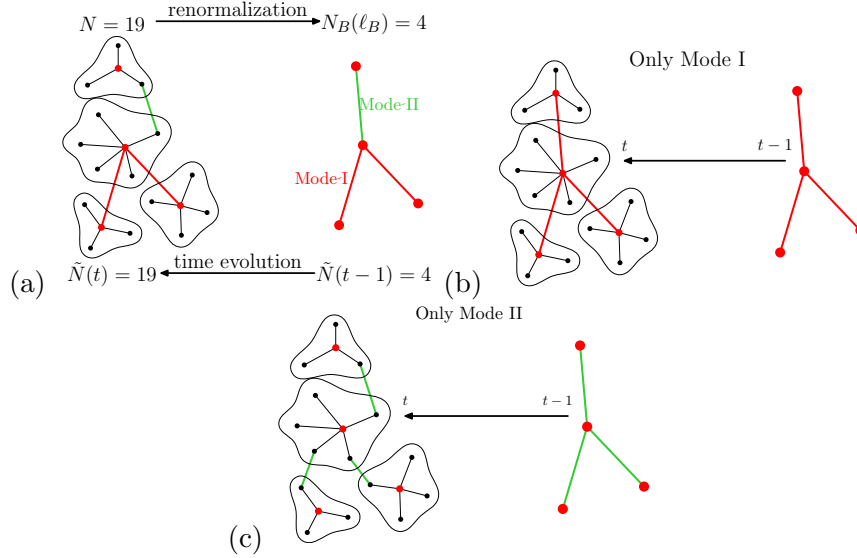 N = 19
renormalization
N_B(ℓ_B) = 4
Mode-II
Mode-I
(a)
Ñ(t) = 19
time evolution
Ñ(t − 1) = 4
Only Mode I
t
t − 1
(b)
Only Mode II
t
t − 1
(c)